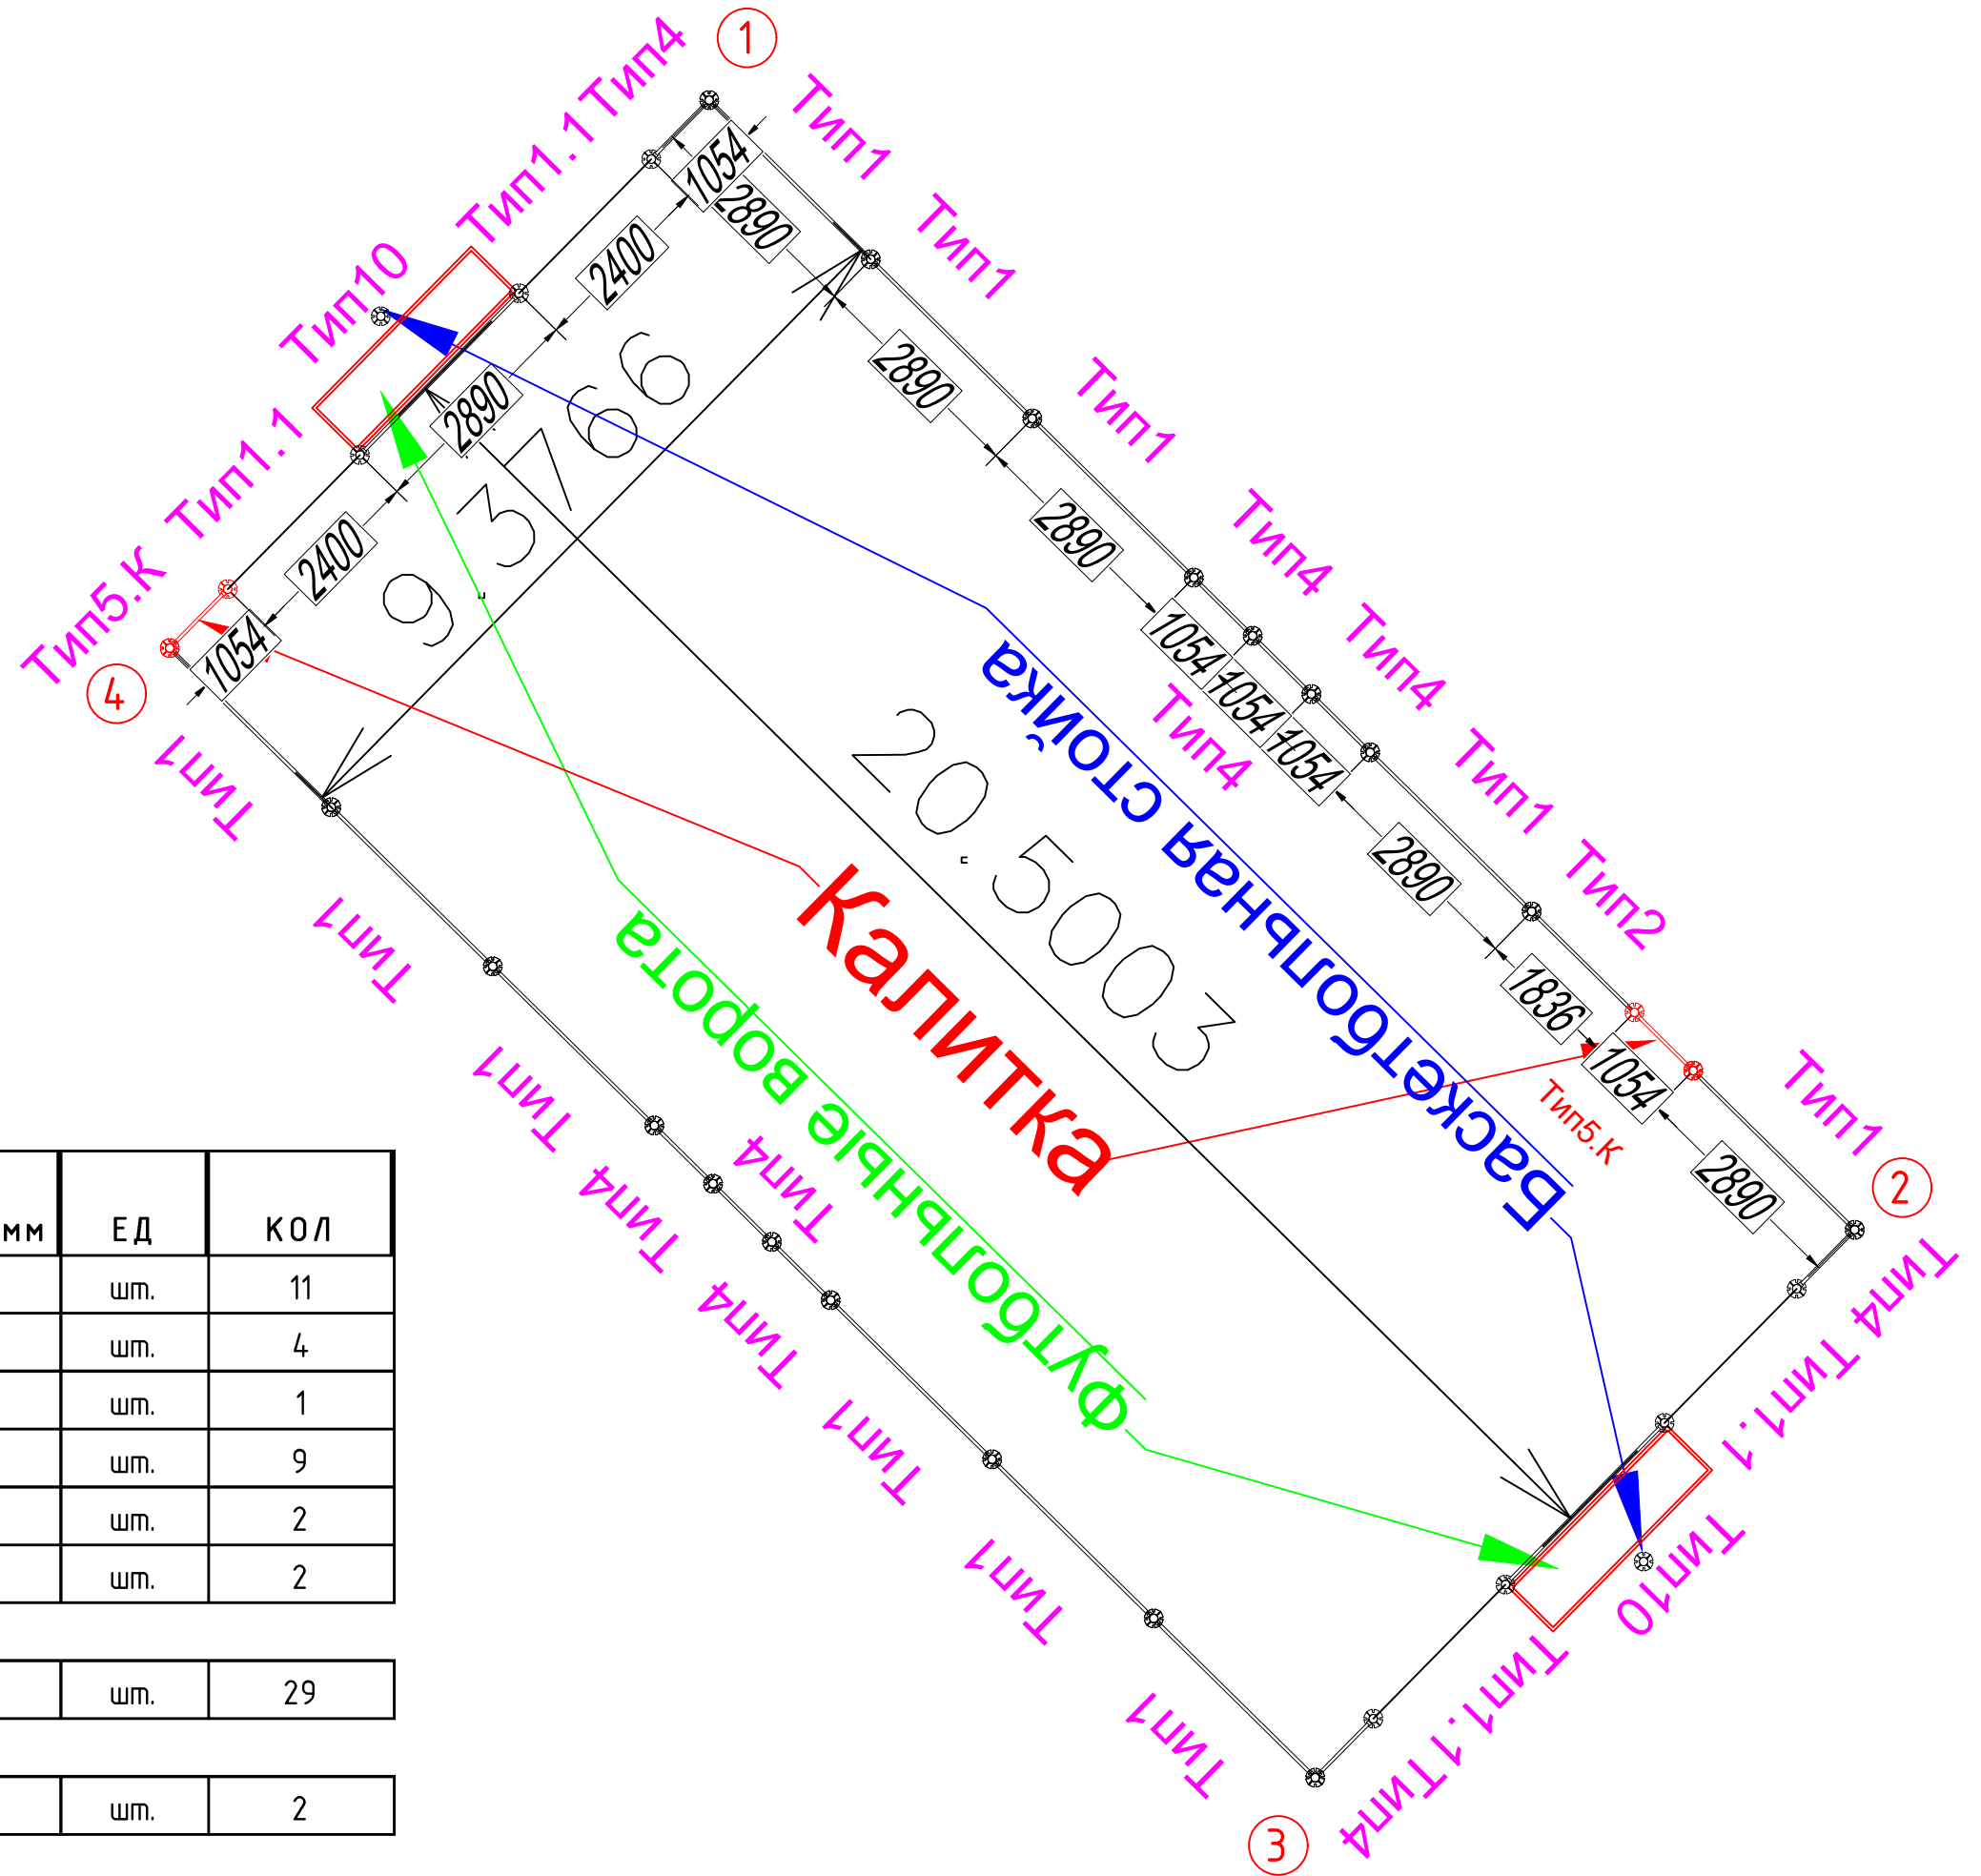 1
Тип4
Тип1.1
Тип10
Тип1.1
Тип5.К
4
Тип1
Тип1
Тип1
Тип4
Тип4
Тип4
Тип1
Тип2
Тип1
2
1054
2400
2890
2400
1054
2890
2890
2890
1054
1054
1054
2890
1836
1054
2890
Тип5.К
9.3766
20.5003
Баскетбольная стойка
Калитка
Футбольные ворота
Тип1
Тип1
Тип1
Тип4
Тип4
Тип4
Тип1
Тип1
Тип1
3
Тип4
Тип1.1
Тип10
Тип1.1
Тип4
мм ЕД КОЛ
шт. 11
шт. 4
шт. 1
шт. 9
шт. 2
шт. 2
шт. 29
шт. 2